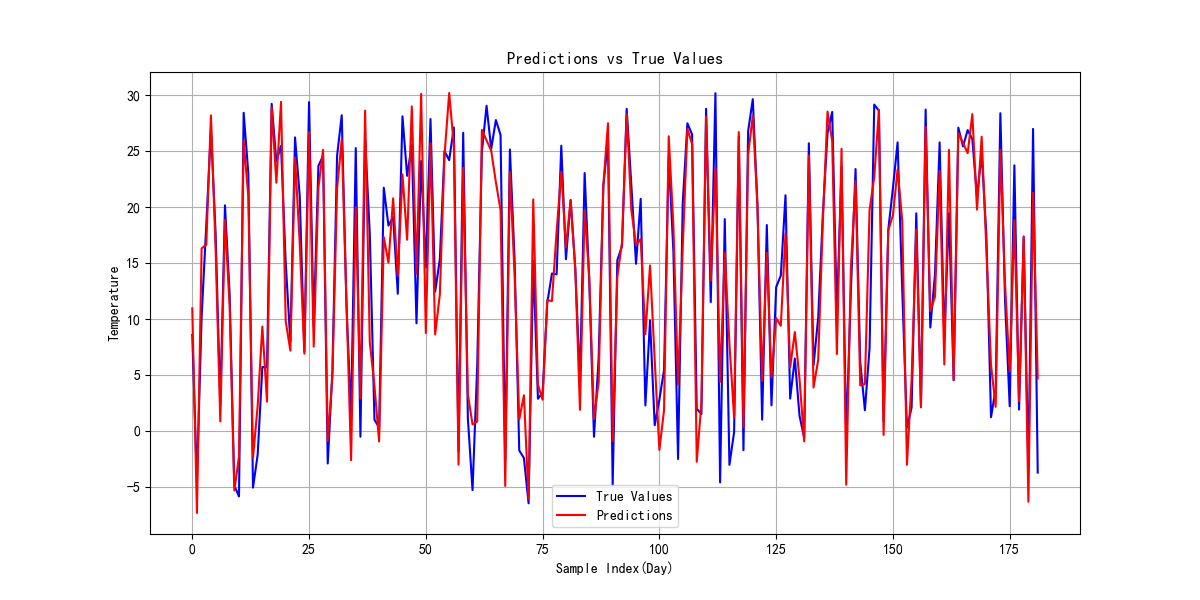 Predictions vs True Values
Temperature
30
25
20
15
10
5
0
−5
0 25 50 75 100 125 150 175
Sample Index(Day)
True Values
Predictions